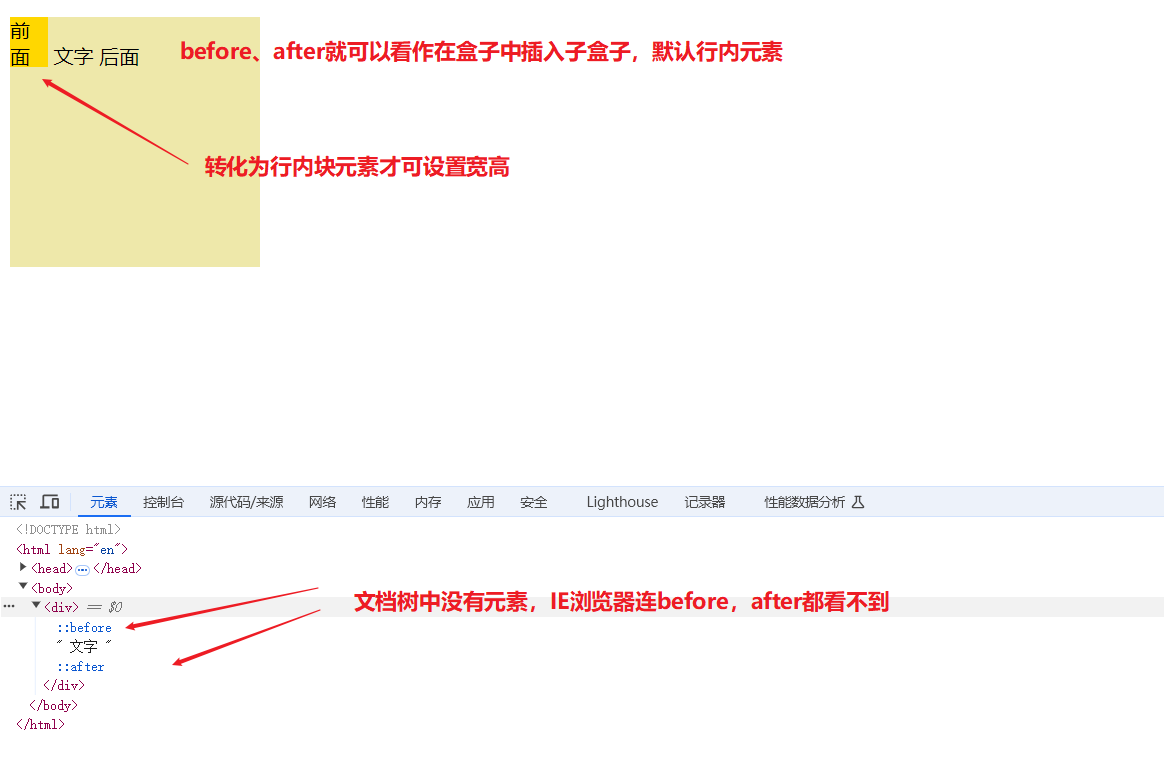 前
面 文字 后面
before、after就可以看作在盒子中插入子盒子，默认行内元素
转化为行内块元素才可设置宽高
元素 控制台 源代码/来源 网络 性能 内存 应用 安全 Lighthouse 记录器 性能数据分析
<!DOCTYPE html>
<html lang="en">
<head> ⋯ </head>
<body>
⋯ <div> == $0
::before
" 文字 "
::after
</div>
</body>
</html>
文档树中没有元素，IE浏览器连before，after都看不到